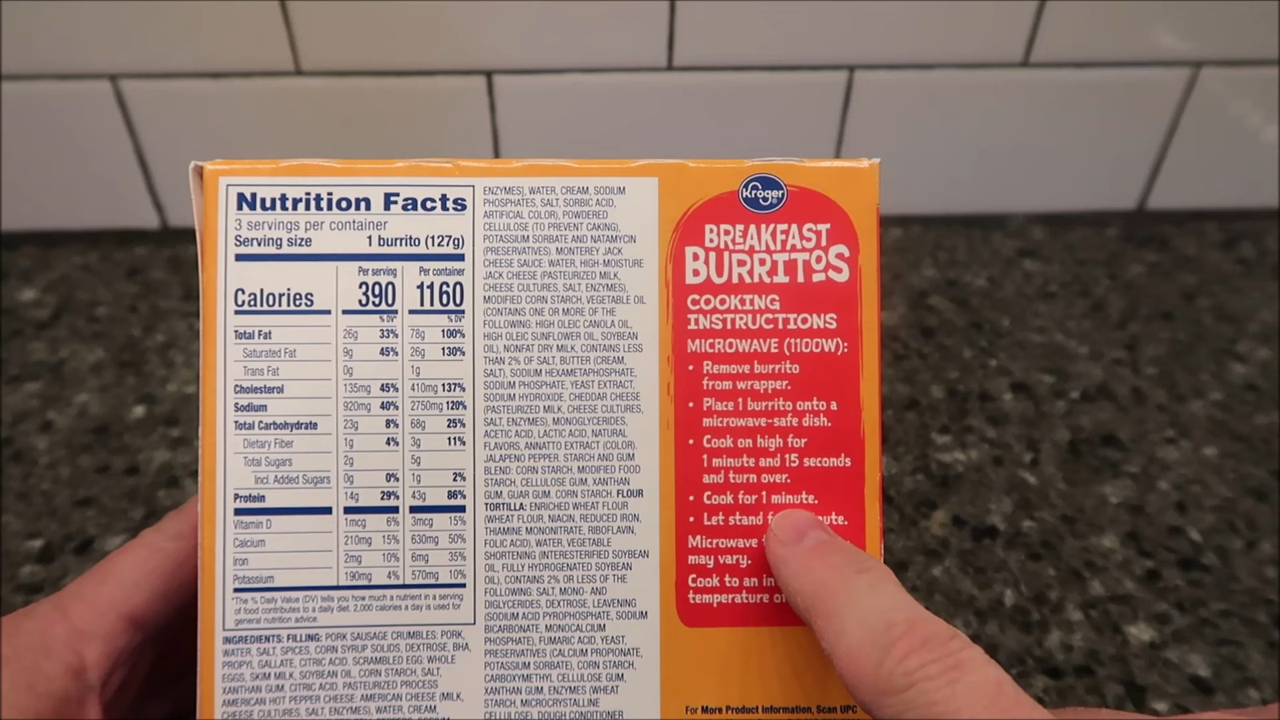 Nutrition Facts
3 servings per container
Serving size 1 burrito (127g)
Per serving Per container
Calories 390 1160
% DV* % DV*
Total Fat 26g 33% 78g 100%
Saturated Fat 9g 45% 26g 130%
Trans Fat 0g 1g
Cholesterol 135mg 45% 410mg 137%
Sodium 920mg 40% 2750mg 120%
Total Carbohydrate 23g 8% 68g 25%
Dietary Fiber 1g 4% 3g 11%
Total Sugars 2g 5g
Incl. Added Sugars 0g 0% 1g 2%
Protein 14g 29% 43g 86%
Vitamin D 1mcg 6% 3mcg 15%
Calcium 210mg 15% 630mg 50%
Iron 2mg 10% 6mg 35%
Potassium 190mg 4% 570mg 10%
*The % Daily Value (DV) tells you how much a nutrient in a serving
of food contributes to a daily diet. 2,000 calories a day is used for
general nutrition advice.
INGREDIENTS: FILLING: PORK SAUSAGE CRUMBLES: PORK,
WATER, SALT, SPICES, CORN SYRUP SOLIDS, DEXTROSE, BHA,
PROPYL GALLATE, CITRIC ACID. SCRAMBLED EGG: WHOLE
EGGS, SKIM MILK, SOYBEAN OIL, CORN STARCH, SALT,
XANTHAN GUM, CITRIC ACID. PASTEURIZED PROCESS
AMERICAN HOT PEPPER CHEESE: AMERICAN CHEESE (MILK,
CHEESE CULTURES, SALT, ENZYMES), WATER, CREAM,
ENZYMES], WATER, CREAM, SODIUM
PHOSPHATES, SALT, SORBIC ACID,
ARTIFICIAL COLOR), POWDERED
CELLULOSE (TO PREVENT CAKING),
POTASSIUM SORBATE AND NATAMYCIN
(PRESERVATIVES). MONTEREY JACK
CHEESE SAUCE: WATER, HIGH-MOISTURE
JACK CHEESE (PASTEURIZED MILK,
CHEESE CULTURES, SALT, ENZYMES),
MODIFIED CORN STARCH, VEGETABLE OIL
(CONTAINS ONE OR MORE OF THE
FOLLOWING: HIGH OLEIC CANOLA OIL,
HIGH OLEIC SUNFLOWER OIL, SOYBEAN
OIL), NONFAT DRY MILK, CONTAINS LESS
THAN 2% OF SALT, BUTTER (CREAM,
SALT), SODIUM HEXAMETAPHOSPHATE,
SODIUM PHOSPHATE, YEAST EXTRACT,
SODIUM HYDROXIDE, CHEDDAR CHEESE
(PASTEURIZED MILK, CHEESE CULTURES,
SALT, ENZYMES), MONOGLYCERIDES,
ACETIC ACID, LACTIC ACID, NATURAL
FLAVORS, ANNATTO EXTRACT (COLOR).
JALAPENO PEPPER. STARCH AND GUM
BLEND: CORN STARCH, MODIFIED FOOD
STARCH, CELLULOSE GUM, XANTHAN
GUM, GUAR GUM. CORN STARCH. FLOUR
TORTILLA: ENRICHED WHEAT FLOUR
(WHEAT FLOUR, NIACIN, REDUCED IRON,
THIAMINE MONONITRATE, RIBOFLAVIN,
FOLIC ACID), WATER, VEGETABLE
SHORTENING (INTERESTERIFIED SOYBEAN
OIL, FULLY HYDROGENATED SOYBEAN
OIL), CONTAINS 2% OR LESS OF THE
FOLLOWING: SALT, MONO- AND
DIGLYCERIDES, DEXTROSE, LEAVENING
(SODIUM ACID PYROPHOSPHATE, SODIUM
BICARBONATE, MONOCALCIUM
PHOSPHATE), FUMARIC ACID, YEAST,
PRESERVATIVES (CALCIUM PROPIONATE,
POTASSIUM SORBATE), CORN STARCH,
CARBOXYMETHYL CELLULOSE GUM,
XANTHAN GUM, ENZYMES (WHEAT
STARCH, MICROCRYSTALLINE
CELLULOSE), DOUGH CONDITIONER
Kroger
BREAKFAST
BURRITOS
COOKING
INSTRUCTIONS
MICROWAVE (1100W):
• Remove burrito
from wrapper.
• Place 1 burrito onto a
microwave-safe dish.
• Cook on high for
1 minute and 15 seconds
and turn over.
• Cook for 1 minute.
• Let stand
Microwave
may vary.
Cook to an
temperature
For More Product Information, Scan UPC